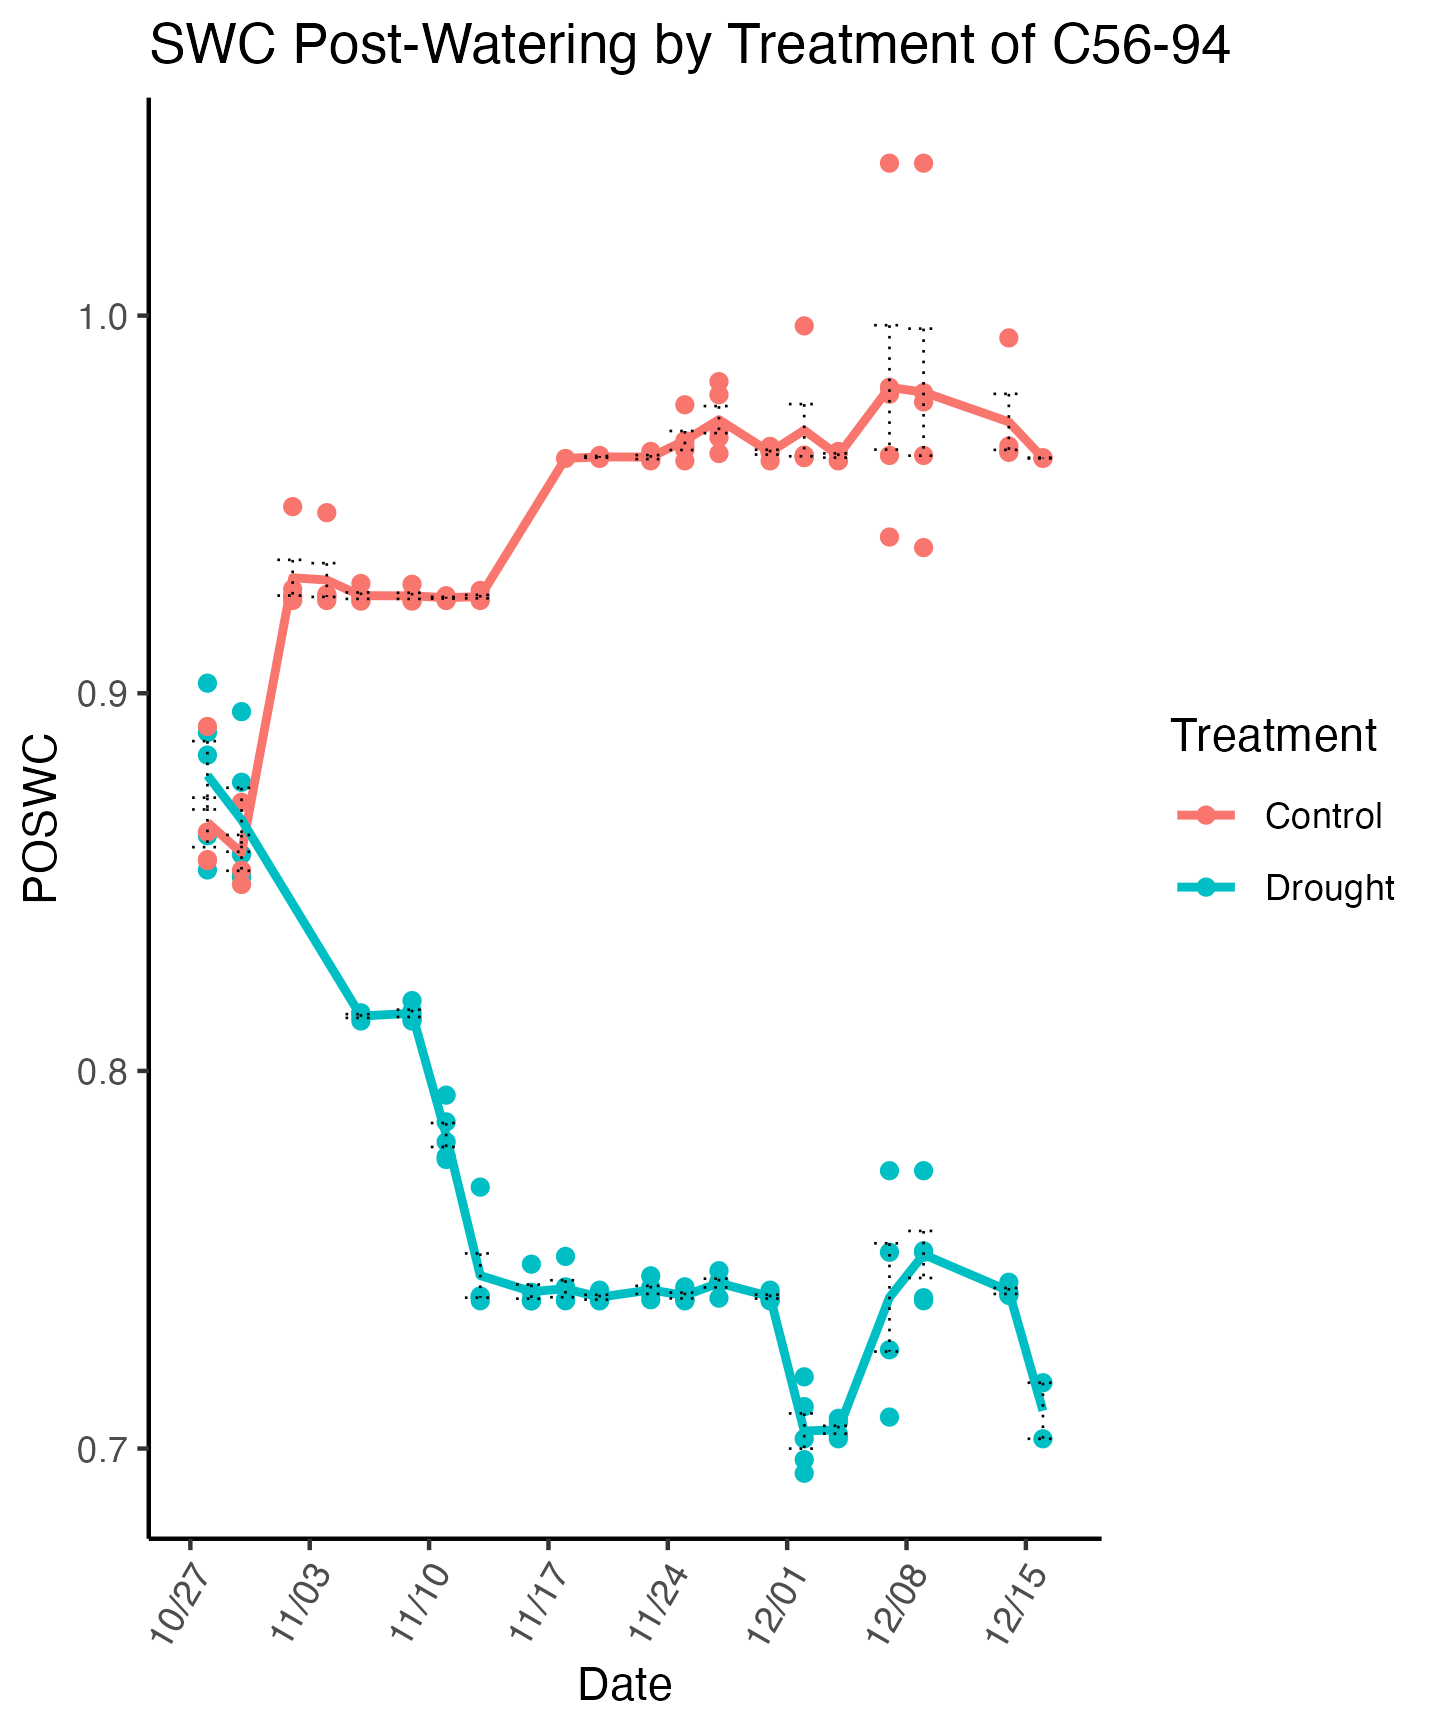 SWC Post-Watering by Treatment of C56-94
POSWC
1.0
0.9
0.8
0.7
10/27
11/03
11/10
11/17
11/24
12/01
12/08
12/15
Date
Treatment
Control
Drought